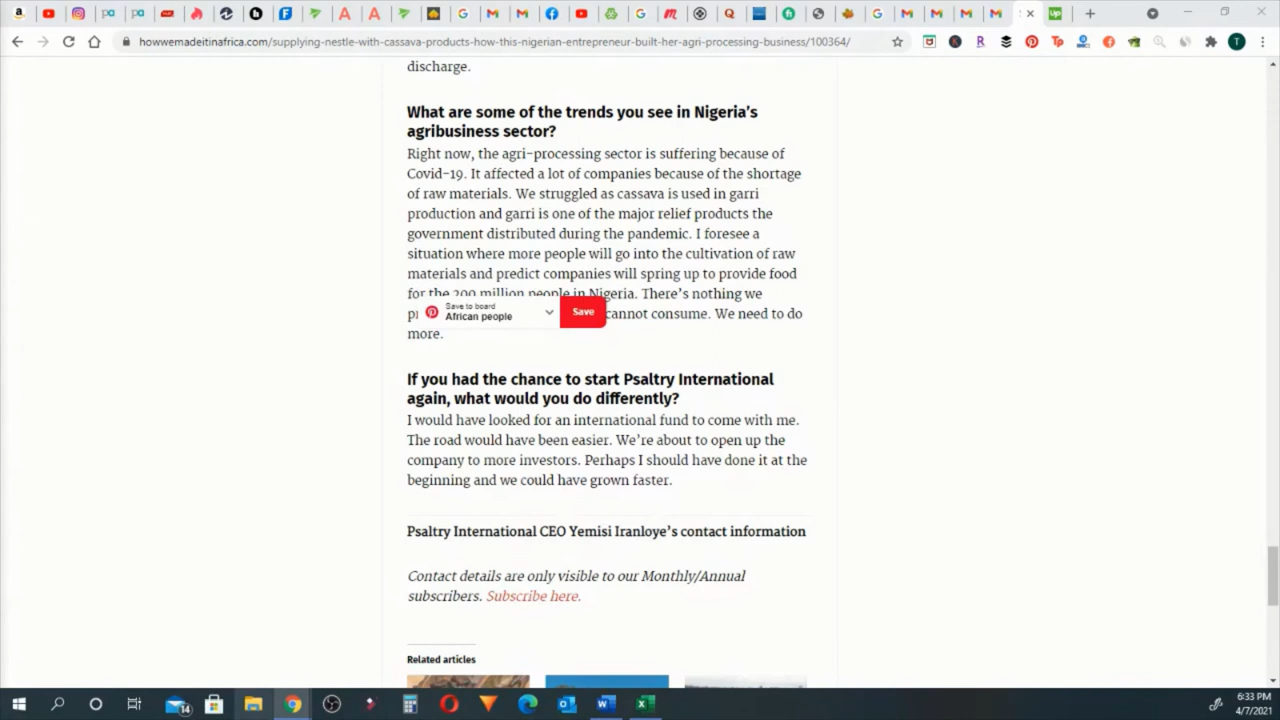 howwemadeitinafrica.com/supplying-nestle-with-cassava-products-how-this-nigerian-entrepreneur-built-her-agri-processing-business/100364/
discharge.
What are some of the trends you see in Nigeria's
agribusiness sector?
Right now, the agri-processing sector is suffering because of
Covid-19. It affected a lot of companies because of the shortage
of raw materials. We struggled as cassava is used in garri
production and garri is one of the major relief products the
government distributed during the pandemic. I foresee a
situation where more people will go into the cultivation of raw
materials and predict companies will spring up to provide food
for the 200 million people in Nigeria. There's nothing we
Save to board
African people
Save
cannot consume. We need to do
more.
If you had the chance to start Psaltry International
again, what would you do differently?
I would have looked for an international fund to come with me.
The road would have been easier. We're about to open up the
company to more investors. Perhaps I should have done it at the
beginning and we could have grown faster.
Psaltry International CEO Yemisi Iranloye's contact information
Contact details are only visible to our Monthly/Annual
subscribers. Subscribe here.
Related articles
6:33 PM
4/7/2021